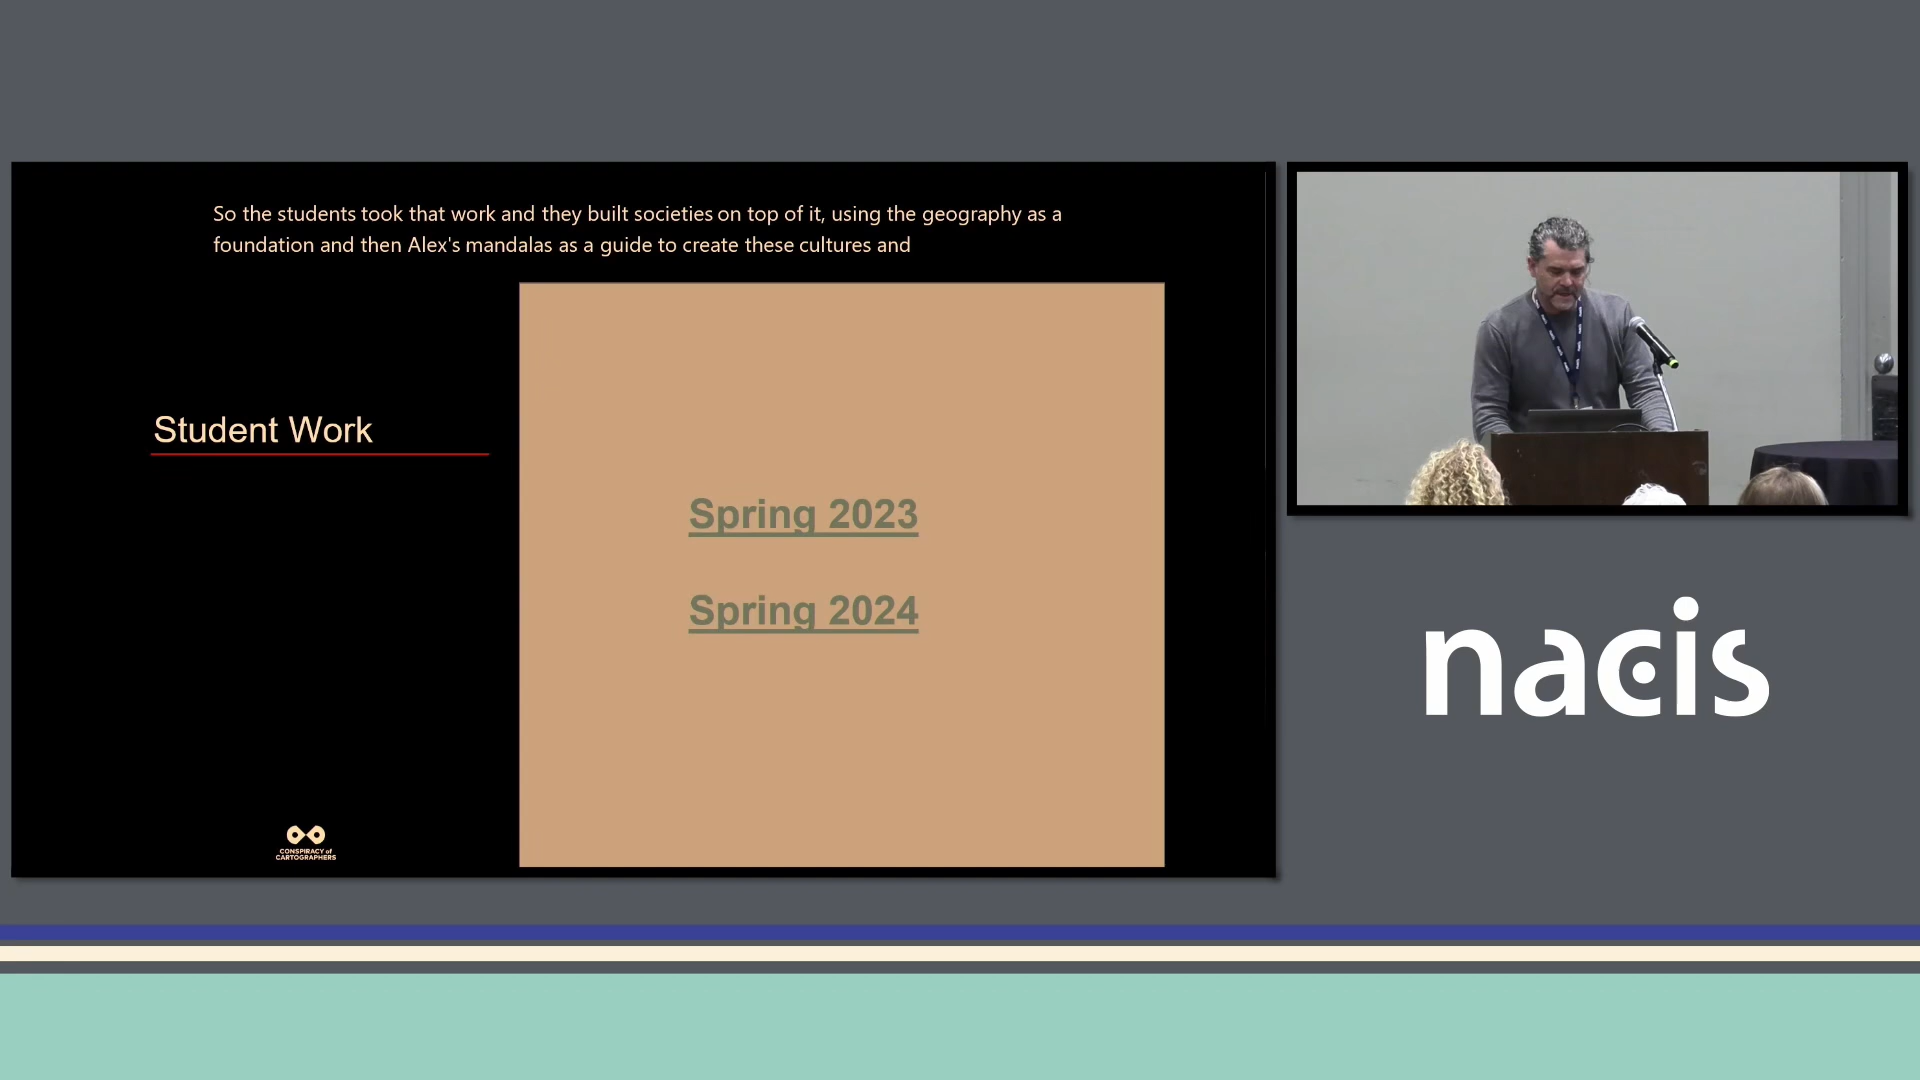 So the students took that work and they built societies on top of it, using the geography as a
foundation and then Alex's mandalas as a guide to create these cultures and
Student Work
Spring 2023
Spring 2024
CONSPIRACY of
CARTOGRAPHERS
nacis